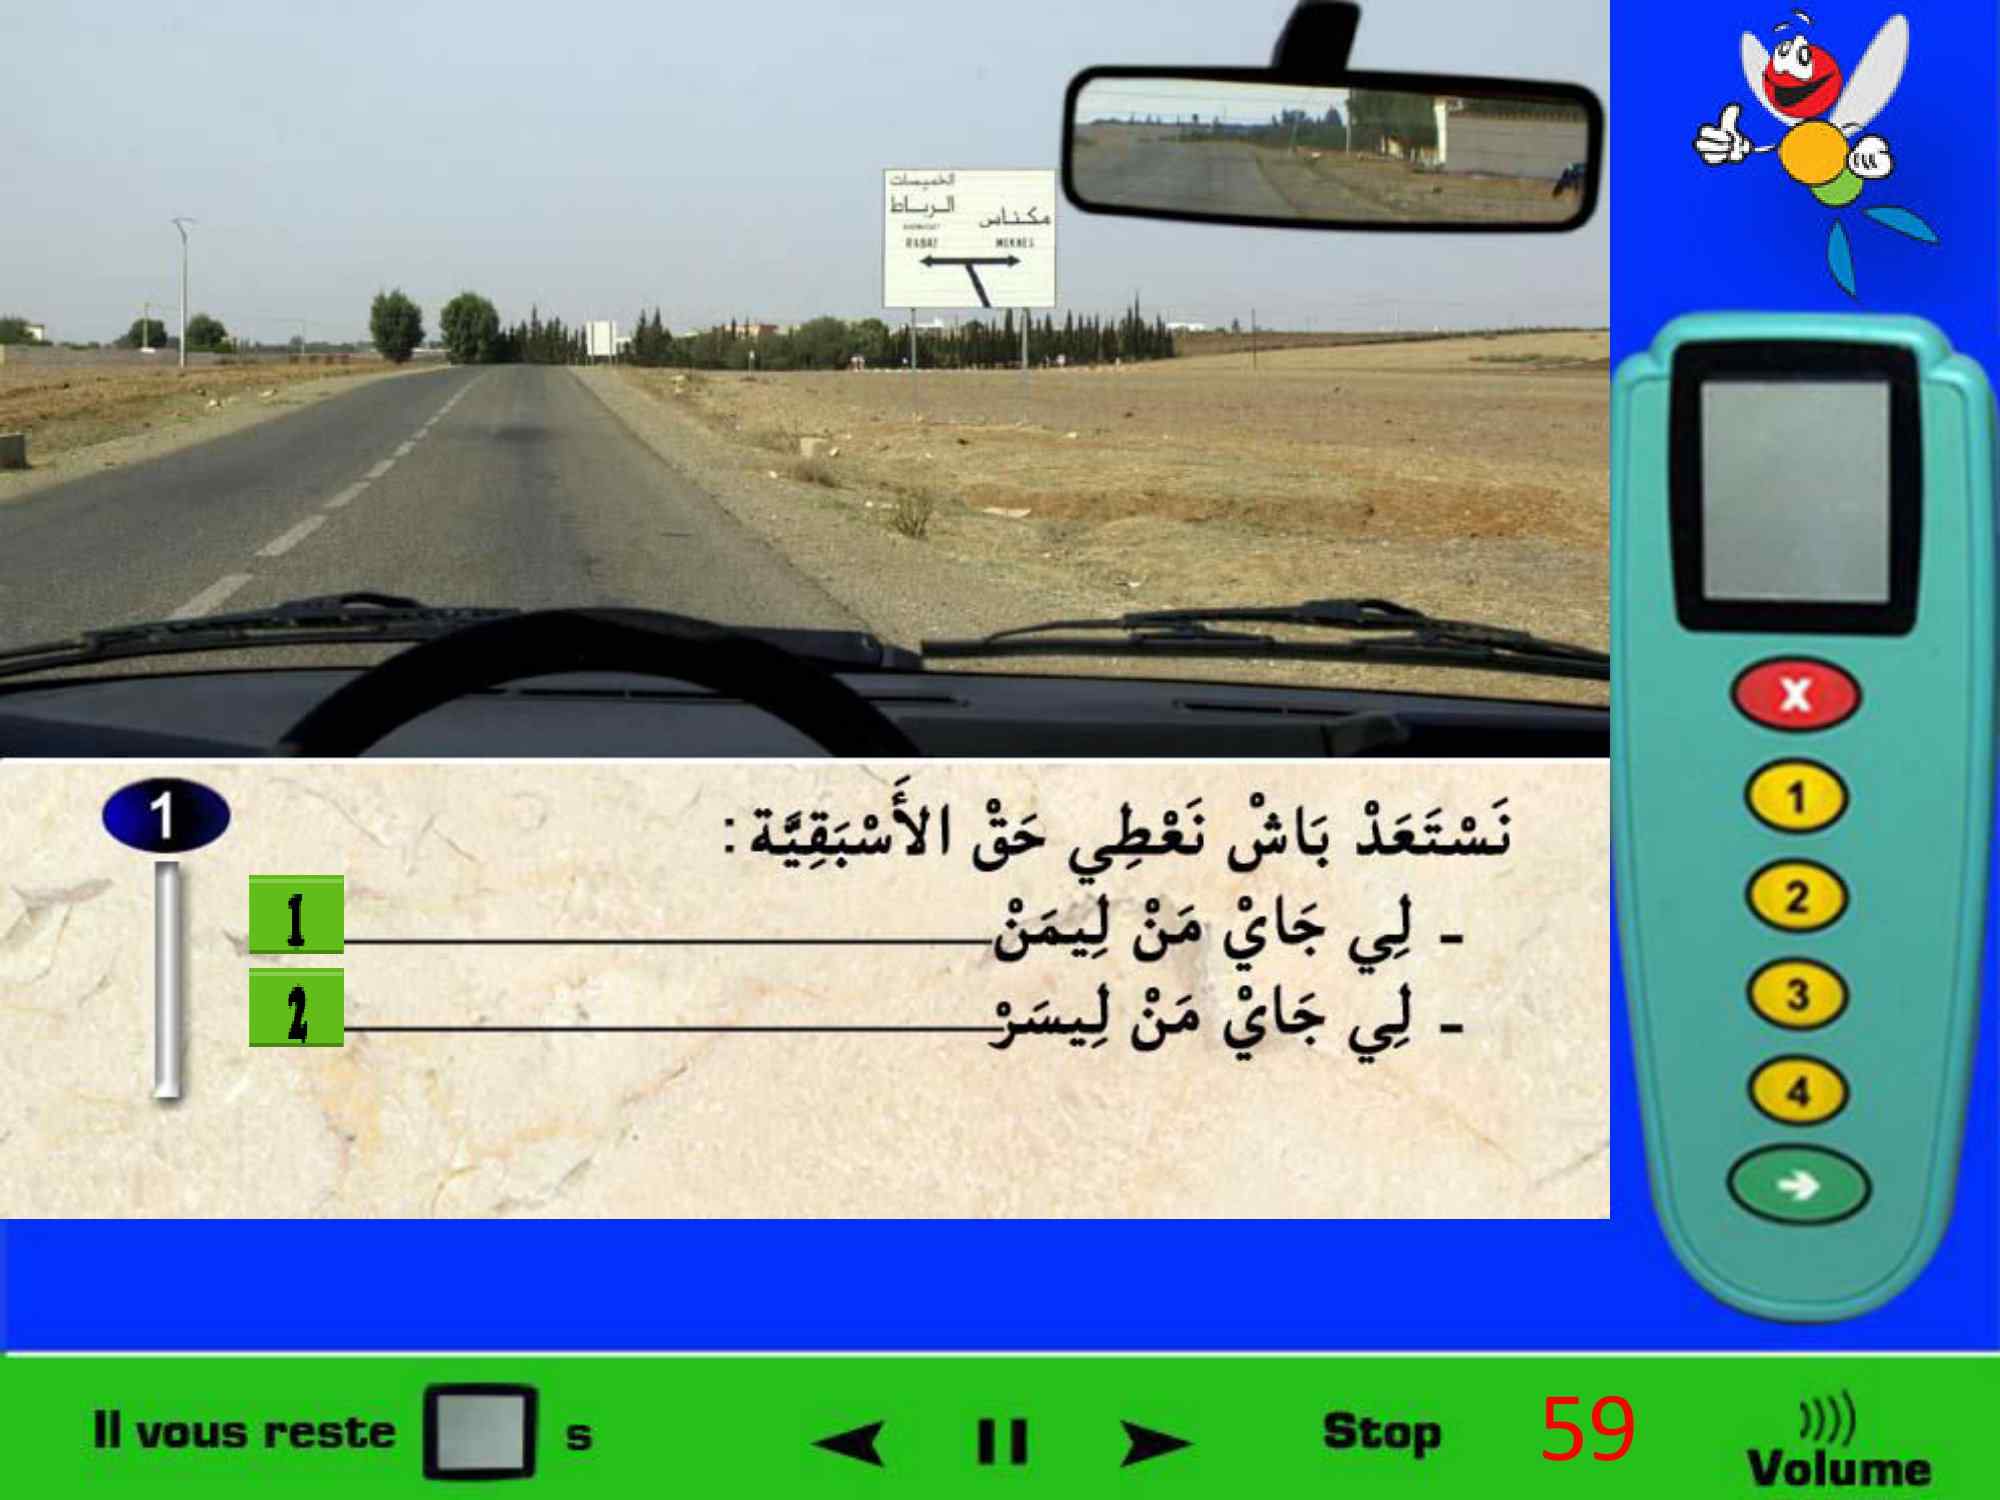 الخميسات
الرباط
مكناس
RABAT
MEKNES
1
نَسْتَعَدْ بَاشْ نَعْطِي حَقْ الأَسْبَقِيَّة :
- لِي جَايْ مَنْ لِيمَنْ 1
- لِي جَايْ مَنْ لِيسَرْ 2
X
1
2
3
4
Il vous reste s
Stop
59
Volume